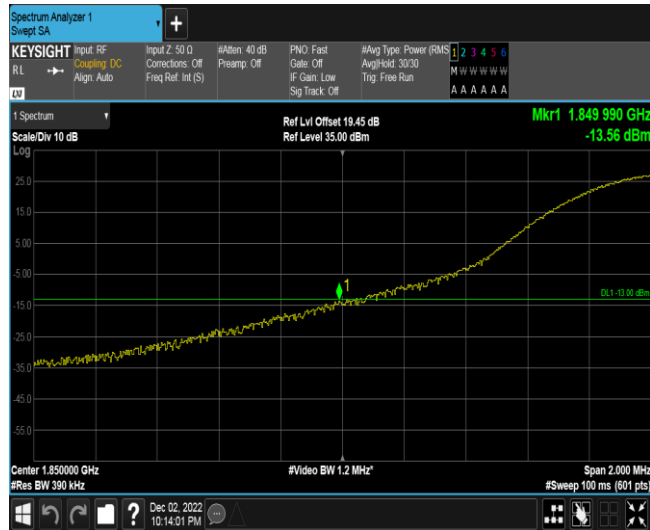 Spectrum Analyzer 1
Swept SA
KEYSIGHT
RL
LXI
Input: RF
Coupling: DC
Align: Auto
Input Z: 50 Ω
Corrections: Off
Freq Ref: Int (S)
#Atten: 40 dB
Preamp: Off
PNO: Fast
Gate: Off
IF Gain: Low
Sig Track: Off
#Avg Type: Power (RMS
Avg|Hold: 30/30
Trig: Free Run
1 2 3 4 5 6
M W W W W W
A A A A A A
1 Spectrum
Scale/Div 10 dB
Log
Ref Lvl Offset 19.45 dB
Ref Level 35.00 dBm
Mkr1 1.849 990 GHz
-13.56 dBm
25.0
15.0
5.00
-5.00
-15.0
-25.0
-35.0
-45.0
-55.0
1
DL1 -13.00 dBm
Center 1.850000 GHz
#Res BW 390 kHz
#Video BW 1.2 MHz*
Span 2.000 MHz
#Sweep 100 ms (601 pts)
?
Dec 02, 2022
10:14:01 PM